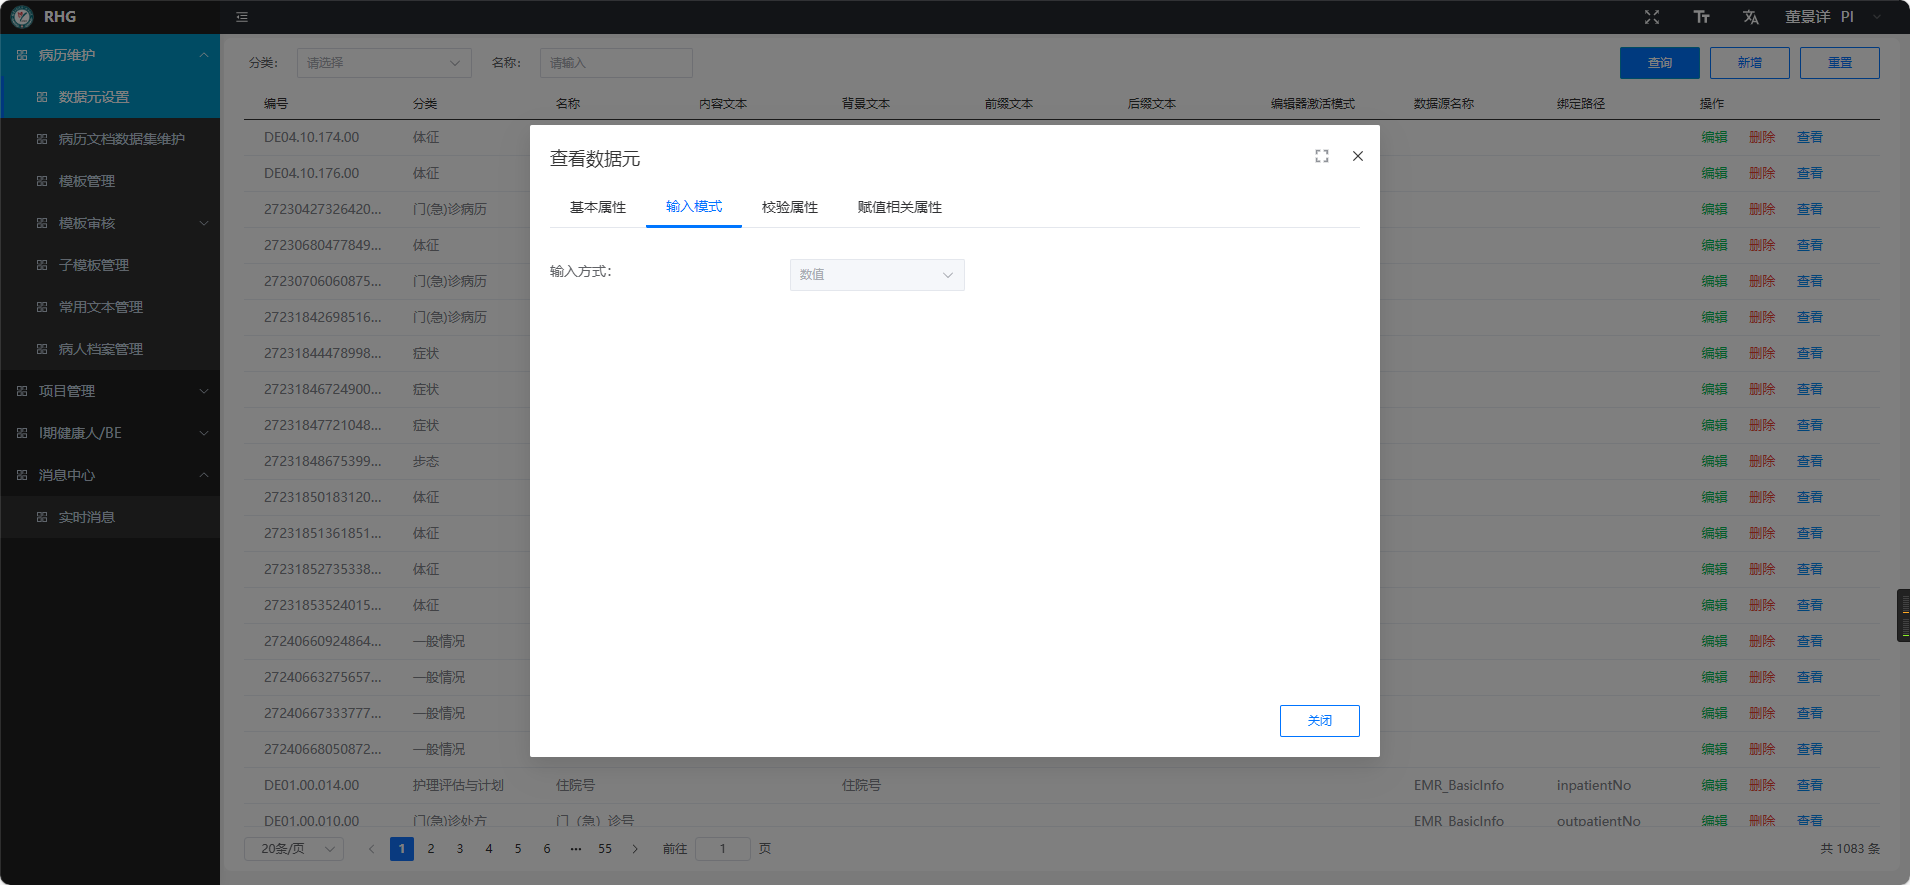 RHG
董景详 PI
病历维护
数据元设置
病历文档数据集维护
模板管理
模板审核
子模板管理
常用文本管理
病人档案管理
项目管理
I期健康人/BE
消息中心
实时消息
分类： 请选择 名称： 请输入 查询 新增 重置
编号 分类 名称 内容文本 背景文本 前缀文本 后缀文本 编辑器激活模式 数据源名称 绑定路径 操作
DE04.10.174.00 体征 编辑 删除 查看
DE04.10.176.00 体征 编辑 删除 查看
27230427326420... 门(急)诊病历 编辑 删除 查看
27230680477849... 体征 编辑 删除 查看
27230706060875... 门(急)诊病历 编辑 删除 查看
27231842698516... 门(急)诊病历 编辑 删除 查看
27231844478998... 症状 编辑 删除 查看
27231846724900... 症状 编辑 删除 查看
27231847721048... 症状 编辑 删除 查看
27231848675399... 步态 编辑 删除 查看
27231850183120... 体征 编辑 删除 查看
27231851361851... 体征 编辑 删除 查看
27231852735338... 体征 编辑 删除 查看
27231853524015... 体征 编辑 删除 查看
27240660924864... 一般情况 编辑 删除 查看
27240663275657... 一般情况 编辑 删除 查看
27240667333777... 一般情况 编辑 删除 查看
27240668050872... 一般情况 编辑 删除 查看
DE01.00.014.00 护理评估与计划 住院号 住院号 EMR_BasicInfo inpatientNo 编辑 删除 查看
DE01.00.010.00 门(急)诊处方 门（急）诊号 EMR_BasicInfo outpatientNo 编辑 删除 查看
20条/页 1 2 3 4 5 6 ... 55 前往 1 页 共 1083 条
查看数据元
基本属性 输入模式 校验属性 赋值相关属性
输入方式： 数值
关闭